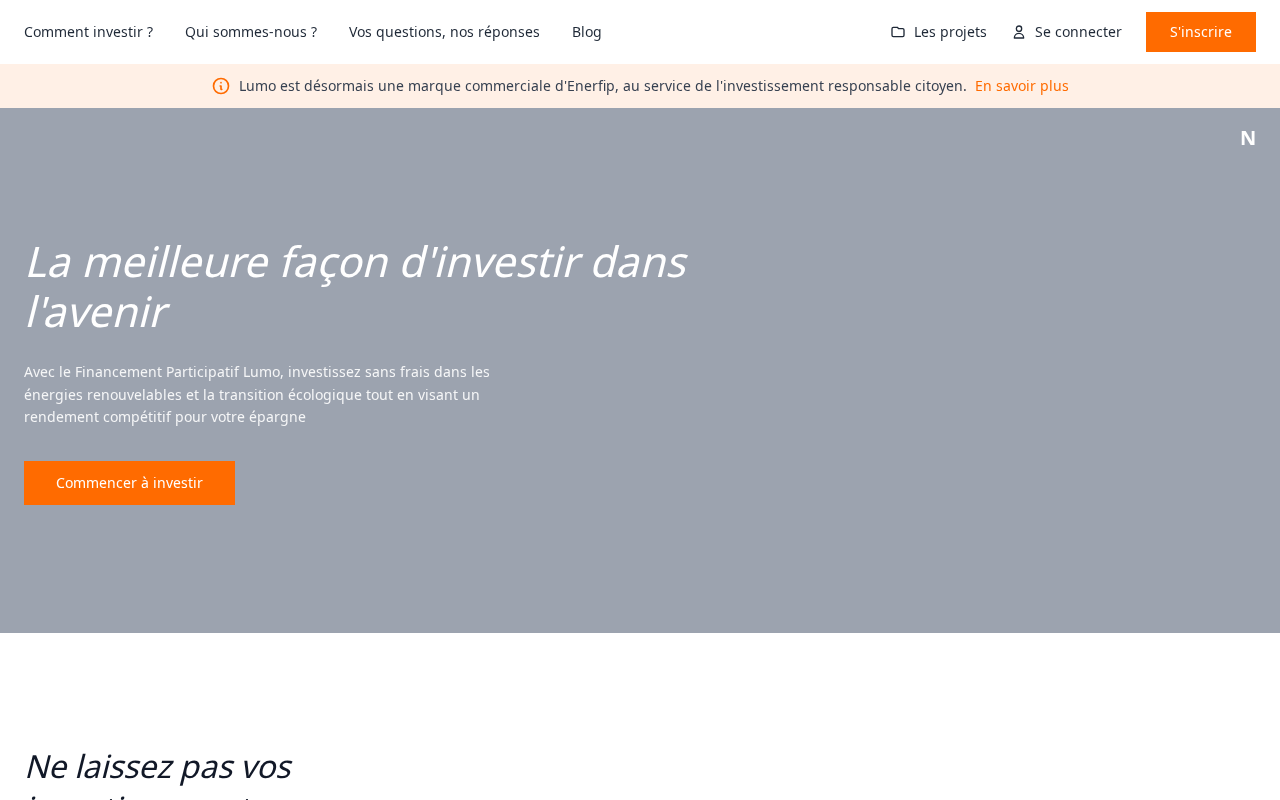 Comment investir ?
Qui sommes-nous ?
Vos questions, nos réponses
Blog
Les projets
Se connecter
S'inscrire
Lumo est désormais une marque commerciale d'Enerfip, au service de l'investissement responsable citoyen. En savoir plus
N
La meilleure façon d'investir dans
l'avenir
Avec le Financement Participatif Lumo, investissez sans frais dans les
énergies renouvelables et la transition écologique tout en visant un
rendement compétitif pour votre épargne
Commencer à investir
Ne laissez pas vos